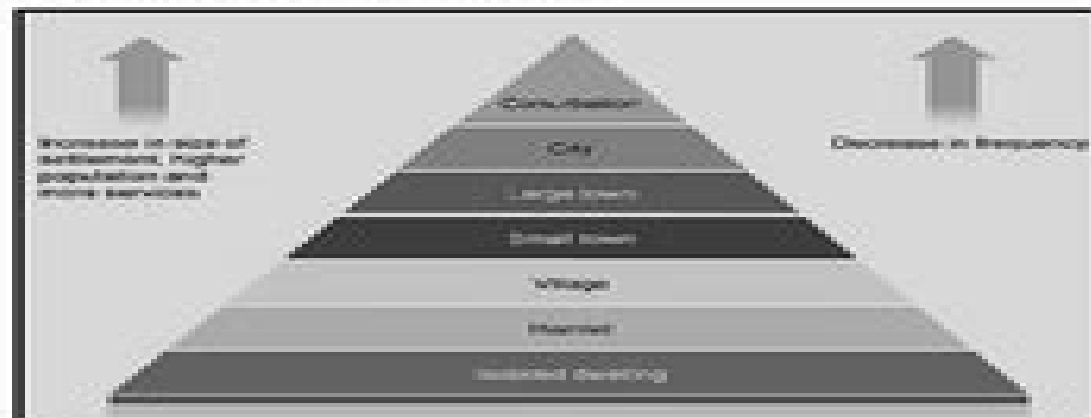 Increase in size of
settlement, higher
population and
more services
Decrease in frequency
Conurbation
City
Large town
Small town
Village
Hamlet
Isolated dwelling